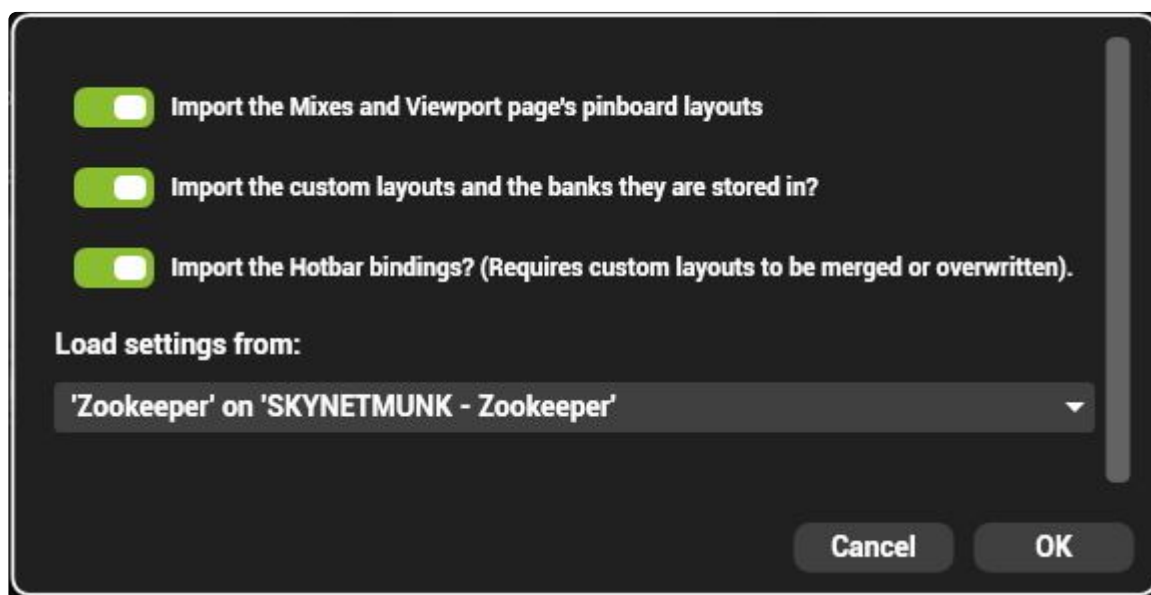 Import the Mixes and Viewport page's pinboard layouts
Import the custom layouts and the banks they are stored in?
Import the Hotbar bindings? (Requires custom layouts to be merged or overwritten).
Load settings from:
'Zookeeper' on 'SKYNETMUNK - Zookeeper'
Cancel OK